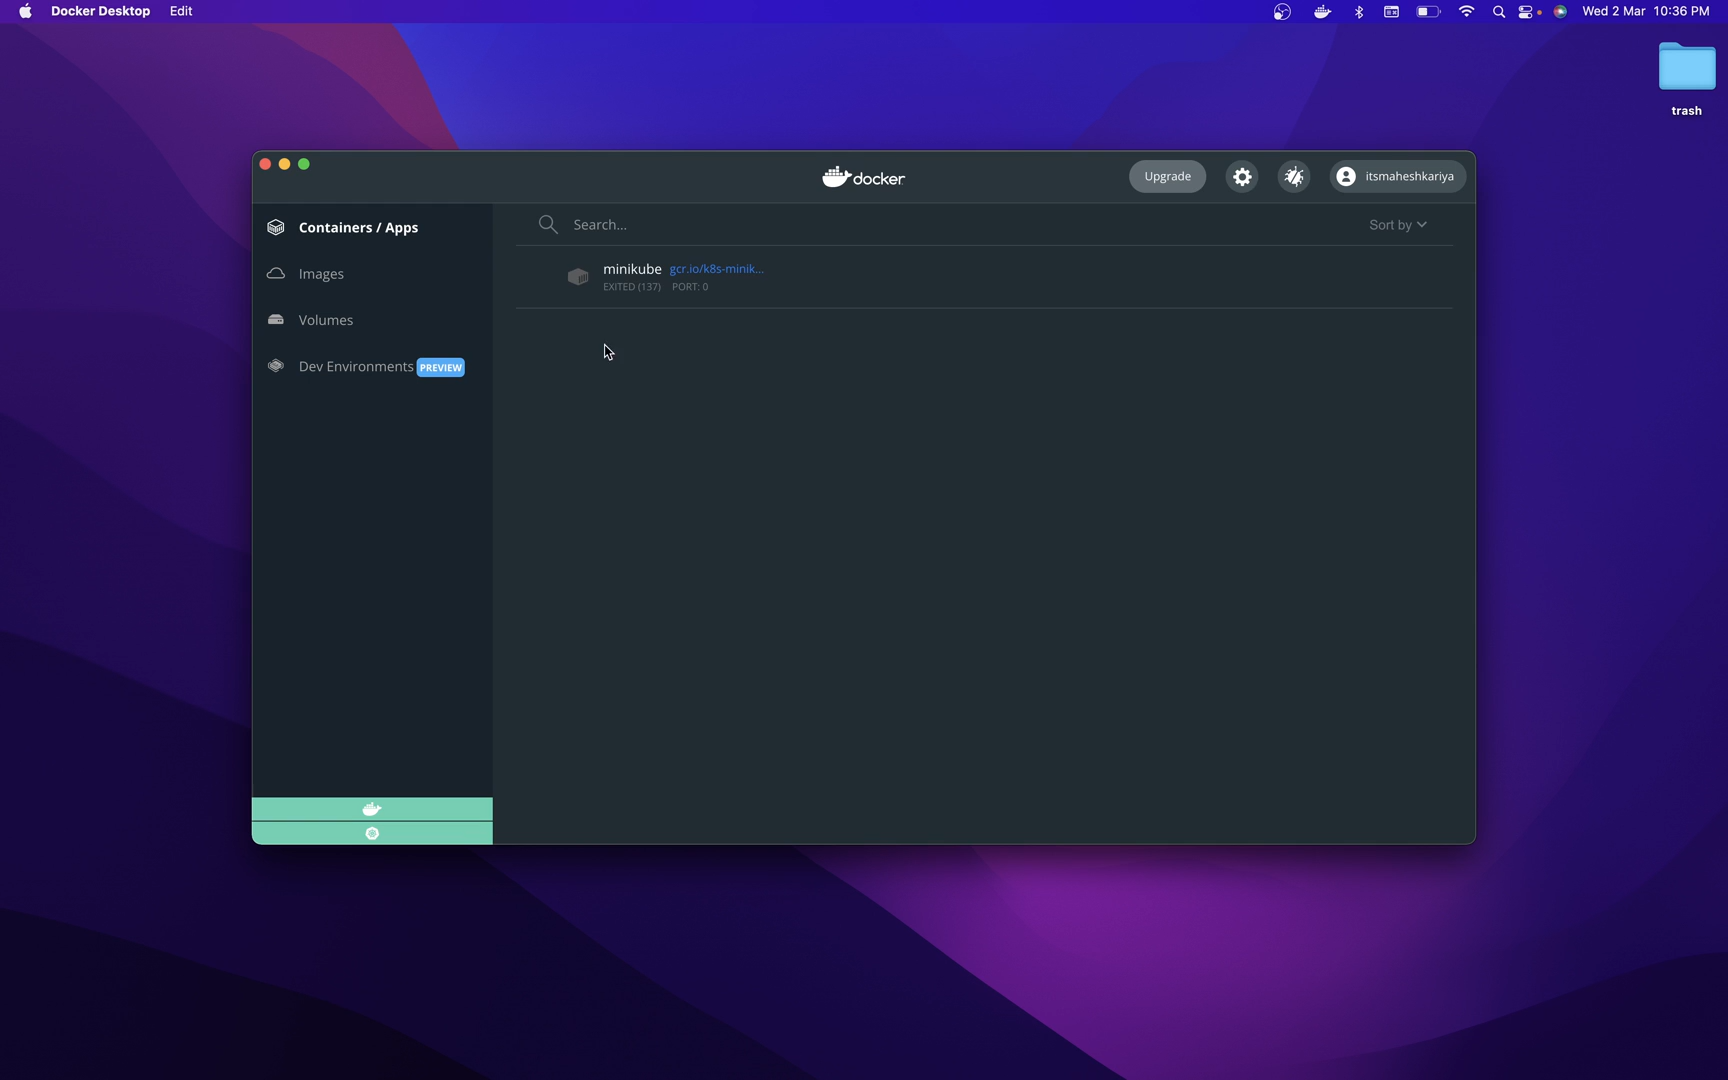 Docker Desktop Edit Wed 2 Mar 10:36 PM
trash
docker Upgrade itsmaheshkariya
Containers / Apps
Images
Volumes
Dev Environments PREVIEW
Search... Sort by
minikube gcr.io/k8s-minik...
EXITED (137) PORT: 0